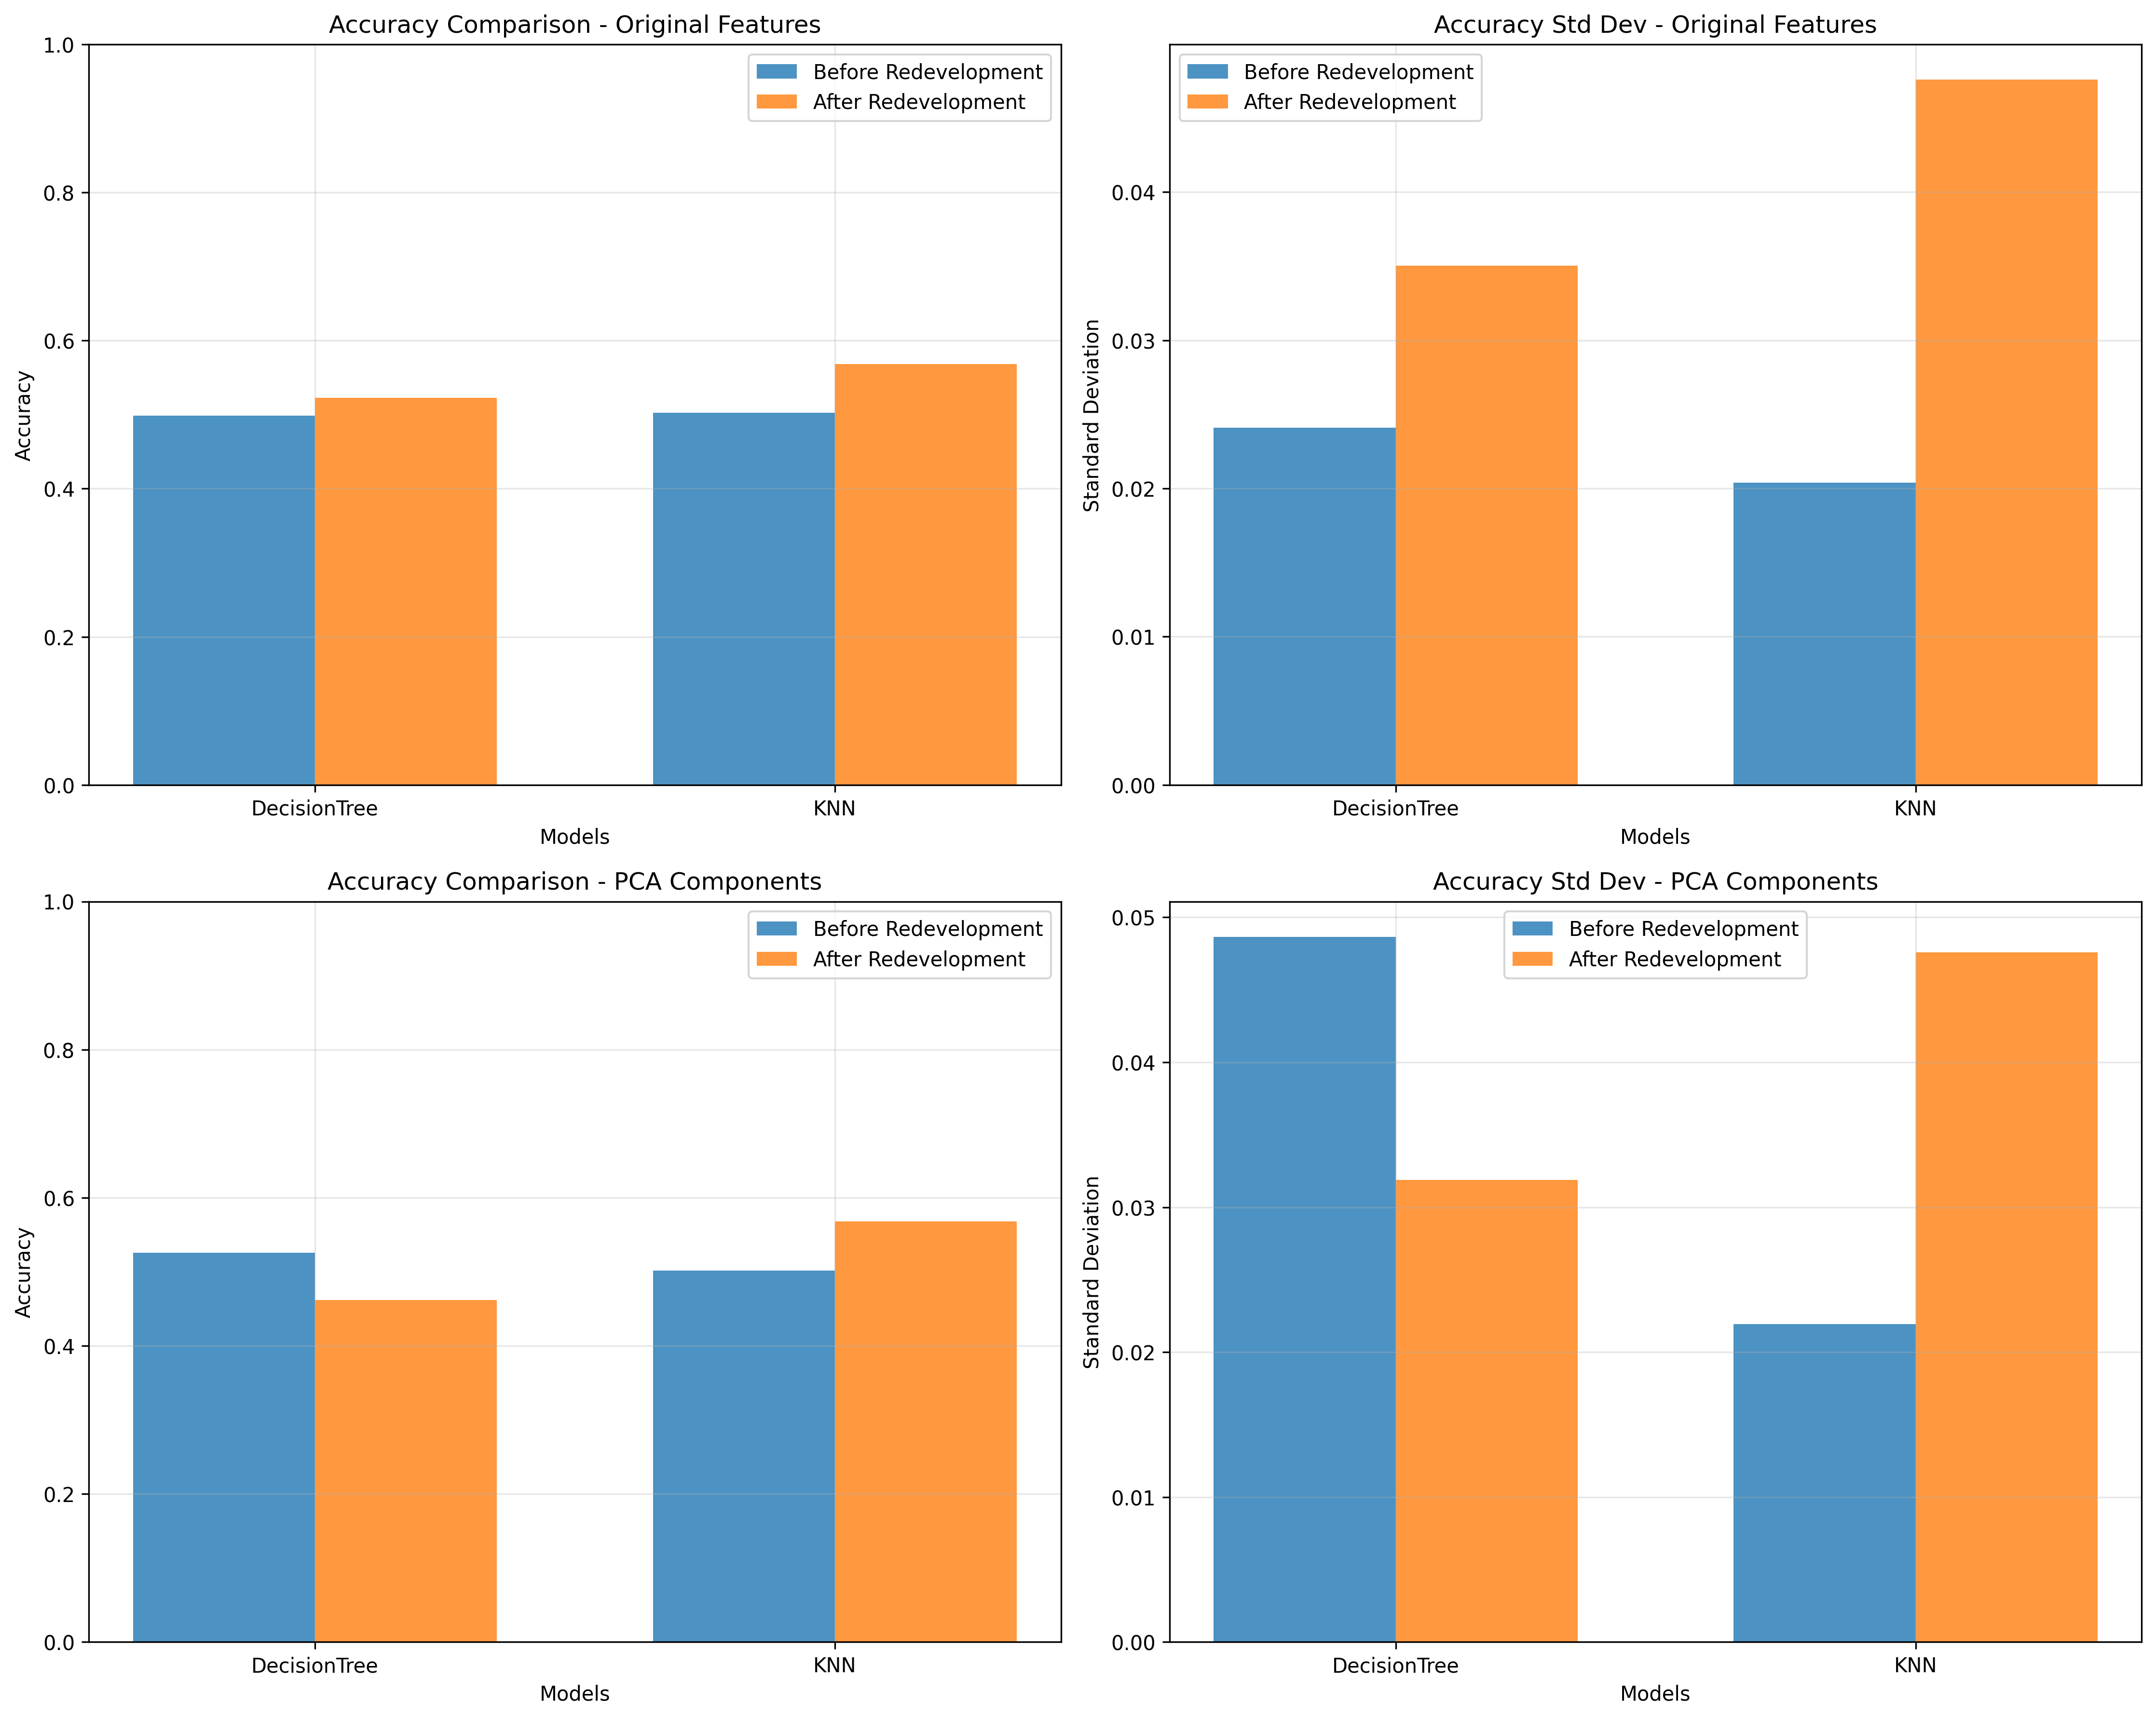 Accuracy Comparison - Original Features
1.0
0.8
0.6
0.4
0.2
0.0
Accuracy
Before Redevelopment
After Redevelopment
DecisionTree
KNN
Models
Accuracy Std Dev - Original Features
0.04
0.03
0.02
0.01
0.00
Standard Deviation
Before Redevelopment
After Redevelopment
DecisionTree
KNN
Models
Accuracy Comparison - PCA Components
1.0
0.8
0.6
0.4
0.2
0.0
Accuracy
Before Redevelopment
After Redevelopment
DecisionTree
KNN
Models
Accuracy Std Dev - PCA Components
0.05
0.04
0.03
0.02
0.01
0.00
Standard Deviation
Before Redevelopment
After Redevelopment
DecisionTree
KNN
Models